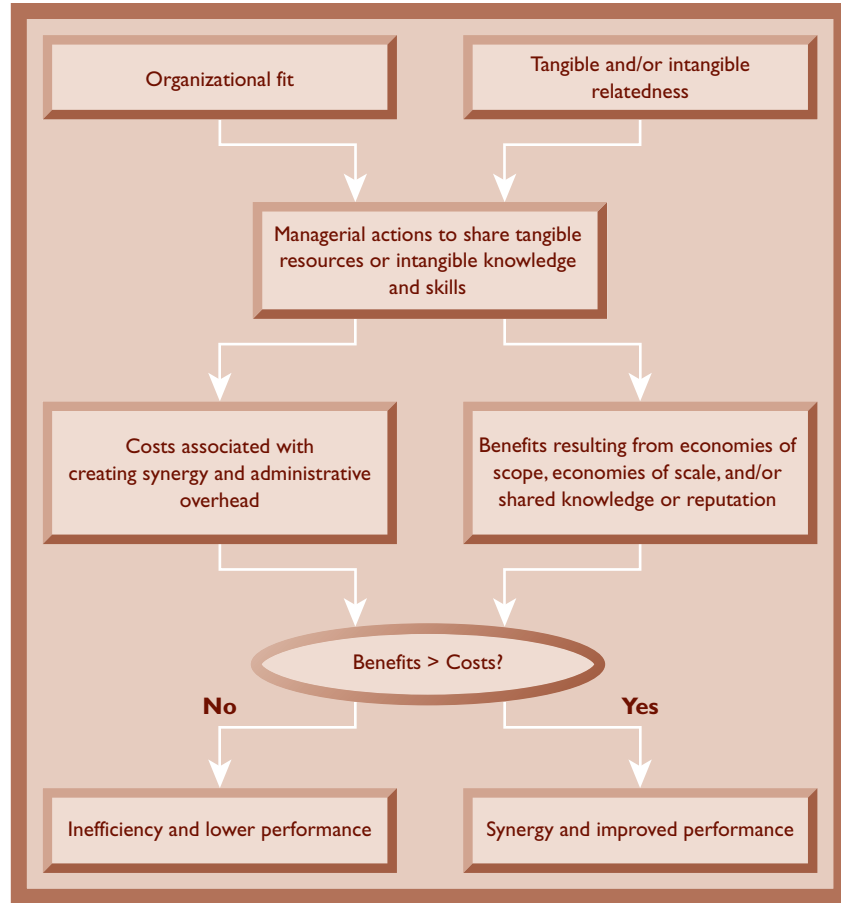 Organizational fit
Tangible and/or intangible
relatedness
Managerial actions to share tangible
resources or intangible knowledge
and skills
Costs associated with
creating synergy and administrative
overhead
Benefits resulting from economies of
scope, economies of scale, and/or
shared knowledge or reputation
Benefits > Costs?
No
Yes
Inefficiency and lower performance
Synergy and improved performance